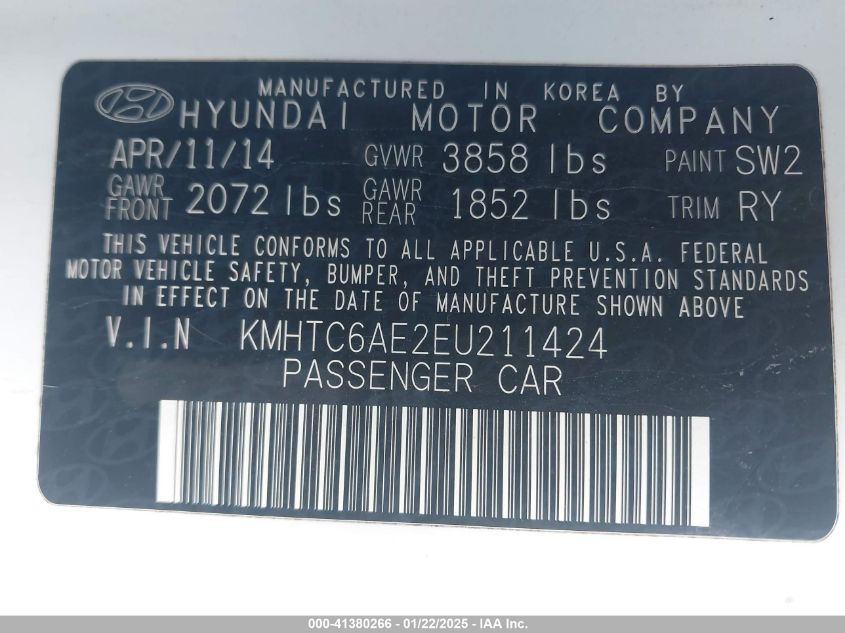 MANUFACTURED IN KOREA BY
HYUNDAI MOTOR COMPANY
APR/11/14 GVWR 3858 lbs PAINT SW2
GAWR FRONT 2072 lbs GAWR REAR 1852 lbs TRIM RY
THIS VEHICLE CONFORMS TO ALL APPLICABLE U.S.A. FEDERAL
MOTOR VEHICLE SAFETY, BUMPER, AND THEFT PREVENTION STANDARDS
IN EFFECT ON THE DATE OF MANUFACTURE SHOWN ABOVE
V.I.N KMHTC6AE2EU211424
PASSENGER CAR
000-41380266 - 01/22/2025 - IAA Inc.